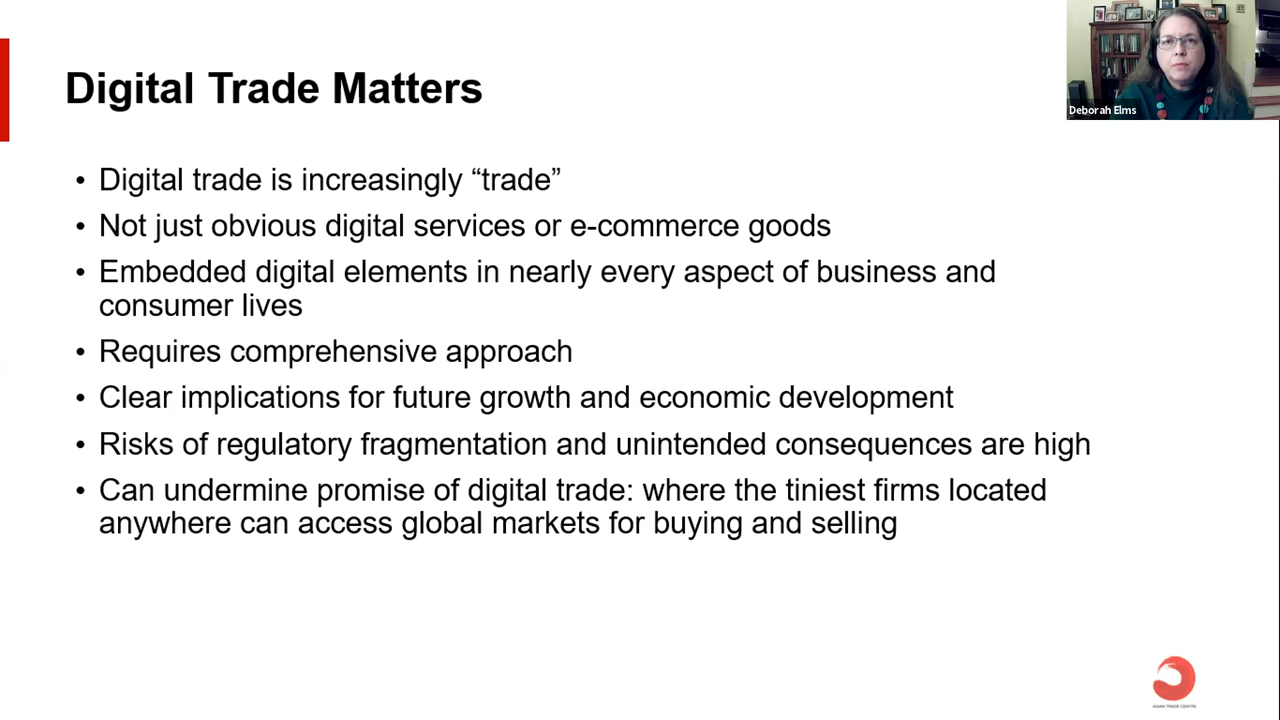 Digital Trade Matters
Deborah Elms
• Digital trade is increasingly “trade”
• Not just obvious digital services or e-commerce goods
• Embedded digital elements in nearly every aspect of business and
consumer lives
• Requires comprehensive approach
• Clear implications for future growth and economic development
• Risks of regulatory fragmentation and unintended consequences are high
• Can undermine promise of digital trade: where the tiniest firms located
anywhere can access global markets for buying and selling
ASIAN TRADE CENTRE